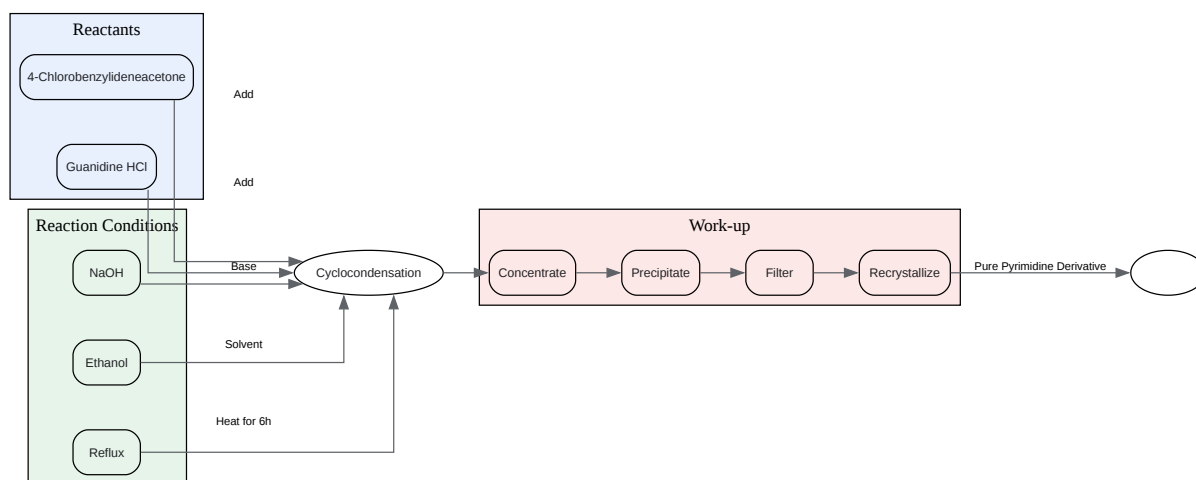 Reactants
4-Chlorobenzylideneacetone
Add
Guanidine HCl
Add
Reaction Conditions
NaOH
Base
Cyclocondensation
Ethanol
Solvent
Reflux
Heat for 6h
Work-up
Concentrate
Precipitate
Filter
Recrystallize
Pure Pyrimidine Derivative